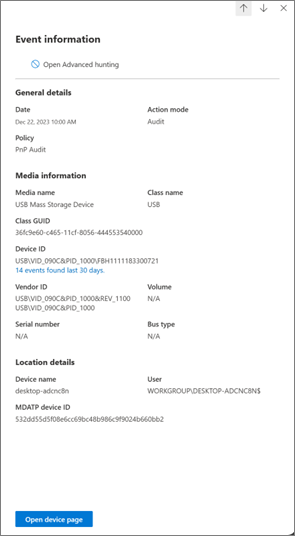 Event information
Open Advanced hunting
General details
Date Action mode
Dec 22, 2023 10:00 AM Audit
Policy
PnP Audit
Media information
Media name Class name
USB Mass Storage Device USB
Class GUID
36fc9e60-c465-11cf-8056-444553540000
Device ID
USB\VID_090C&PID_1000\FBH1111183300721
14 events found last 30 days.
Vendor ID Volume
USB\VID_090C&PID_1000&REV_1100 N/A
USB\VID_090C&PID_1000
Serial number Bus type
N/A N/A
Location details
Device name User
desktop-adcnc8n WORKGROUP\DESKTOP-ADCNC8N$
MDATP device ID
532dd55d5f08e6cc69bc48b986c9f9024b660bb2
Open device page